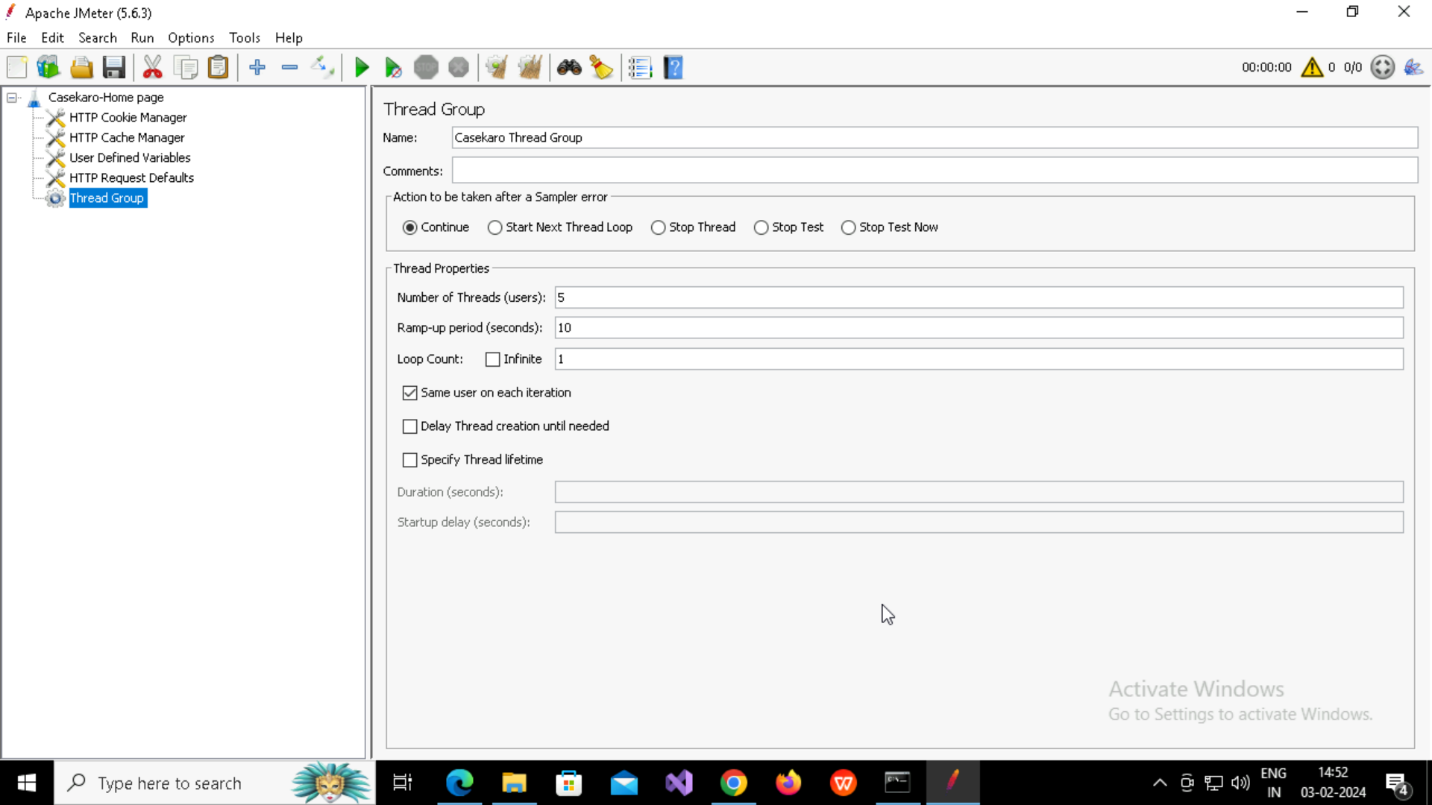 Apache JMeter (5.6.3)
File Edit Search Run Options Tools Help
00:00:00 0 0/0
Casekaro-Home page
HTTP Cookie Manager
HTTP Cache Manager
User Defined Variables
HTTP Request Defaults
Thread Group
Thread Group
Name: Casekaro Thread Group
Comments:
Action to be taken after a Sampler error
Continue Start Next Thread Loop Stop Thread Stop Test Stop Test Now
Thread Properties
Number of Threads (users): 5
Ramp-up period (seconds): 10
Loop Count: Infinite 1
Same user on each iteration
Delay Thread creation until needed
Specify Thread lifetime
Duration (seconds):
Startup delay (seconds):
Activate Windows
Go to Settings to activate Windows.
Type here to search
ENG
IN
14:52
03-02-2024
4